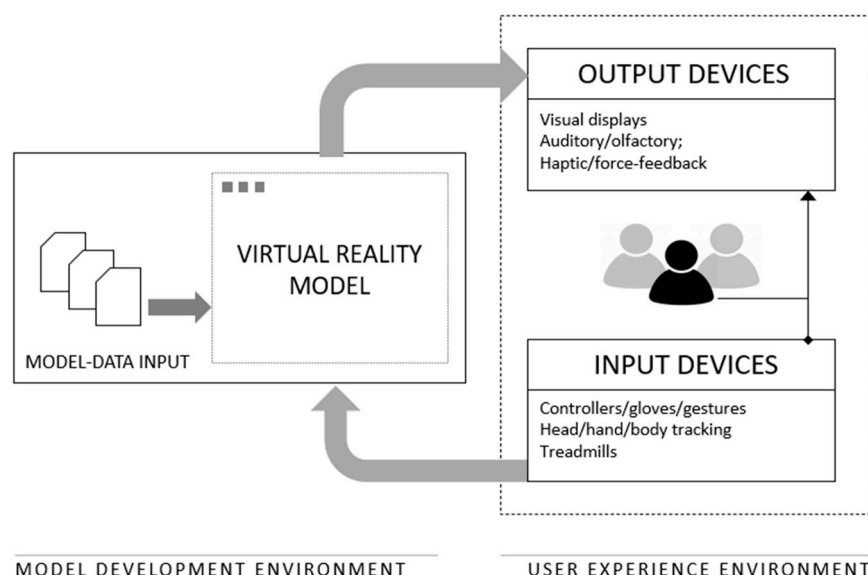 OUTPUT DEVICES
Visual displays
Auditory/olfactory;
Haptic/force-feedback
VIRTUAL REALITY
MODEL
MODEL-DATA INPUT
INPUT DEVICES
Controllers/gloves/gestures
Head/hand/body tracking
Treadmills
MODEL DEVELOPMENT ENVIRONMENT
USER EXPERIENCE ENVIRONMENT